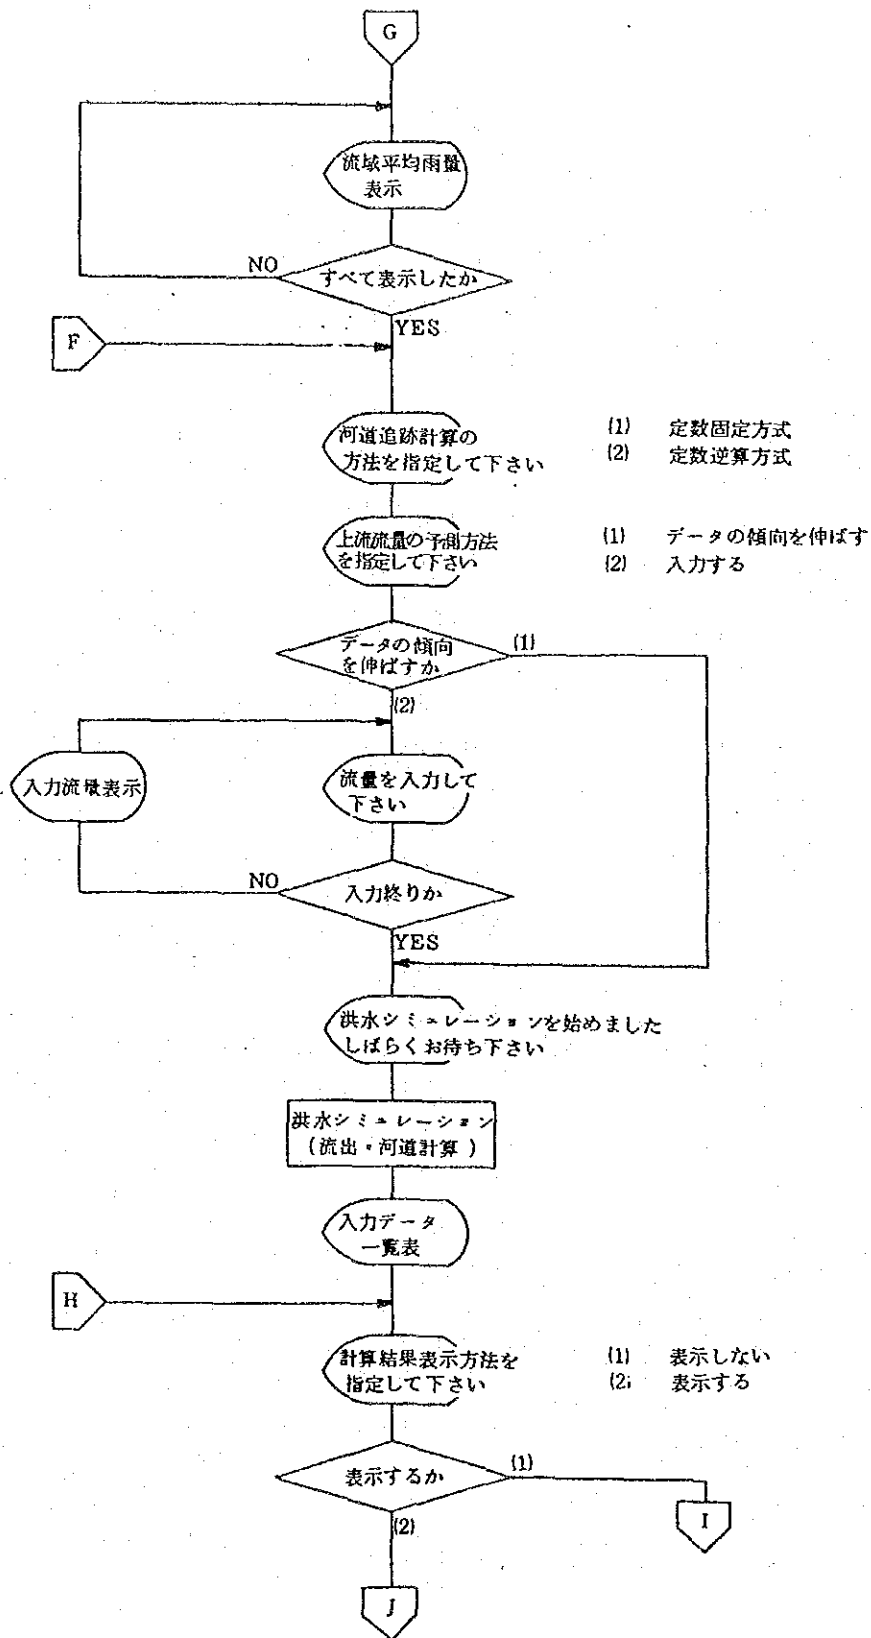 G
流域平均雨量
表示
NO
すべて表示したか
YES
F
河道追跡計算の
方法を指定して下さい
(1) 定数固定方式
(2) 定数逆算方式
上流流量の予測方法
を指定して下さい
(1) データの傾向を伸ばす
(2) 入力する
データの傾向
を伸ばすか
(1)
(2)
入力流量表示
流量を入力して
下さい
NO
入力終りか
YES
洪水シミュレーションを始めました
しばらくお待ち下さい
洪水シミュレーション
(流出・河道計算)
入力データ
一覧表
H
計算結果表示方法を
指定して下さい
(1) 表示しない
(2) 表示する
表示するか
(1)
I
(2)
J